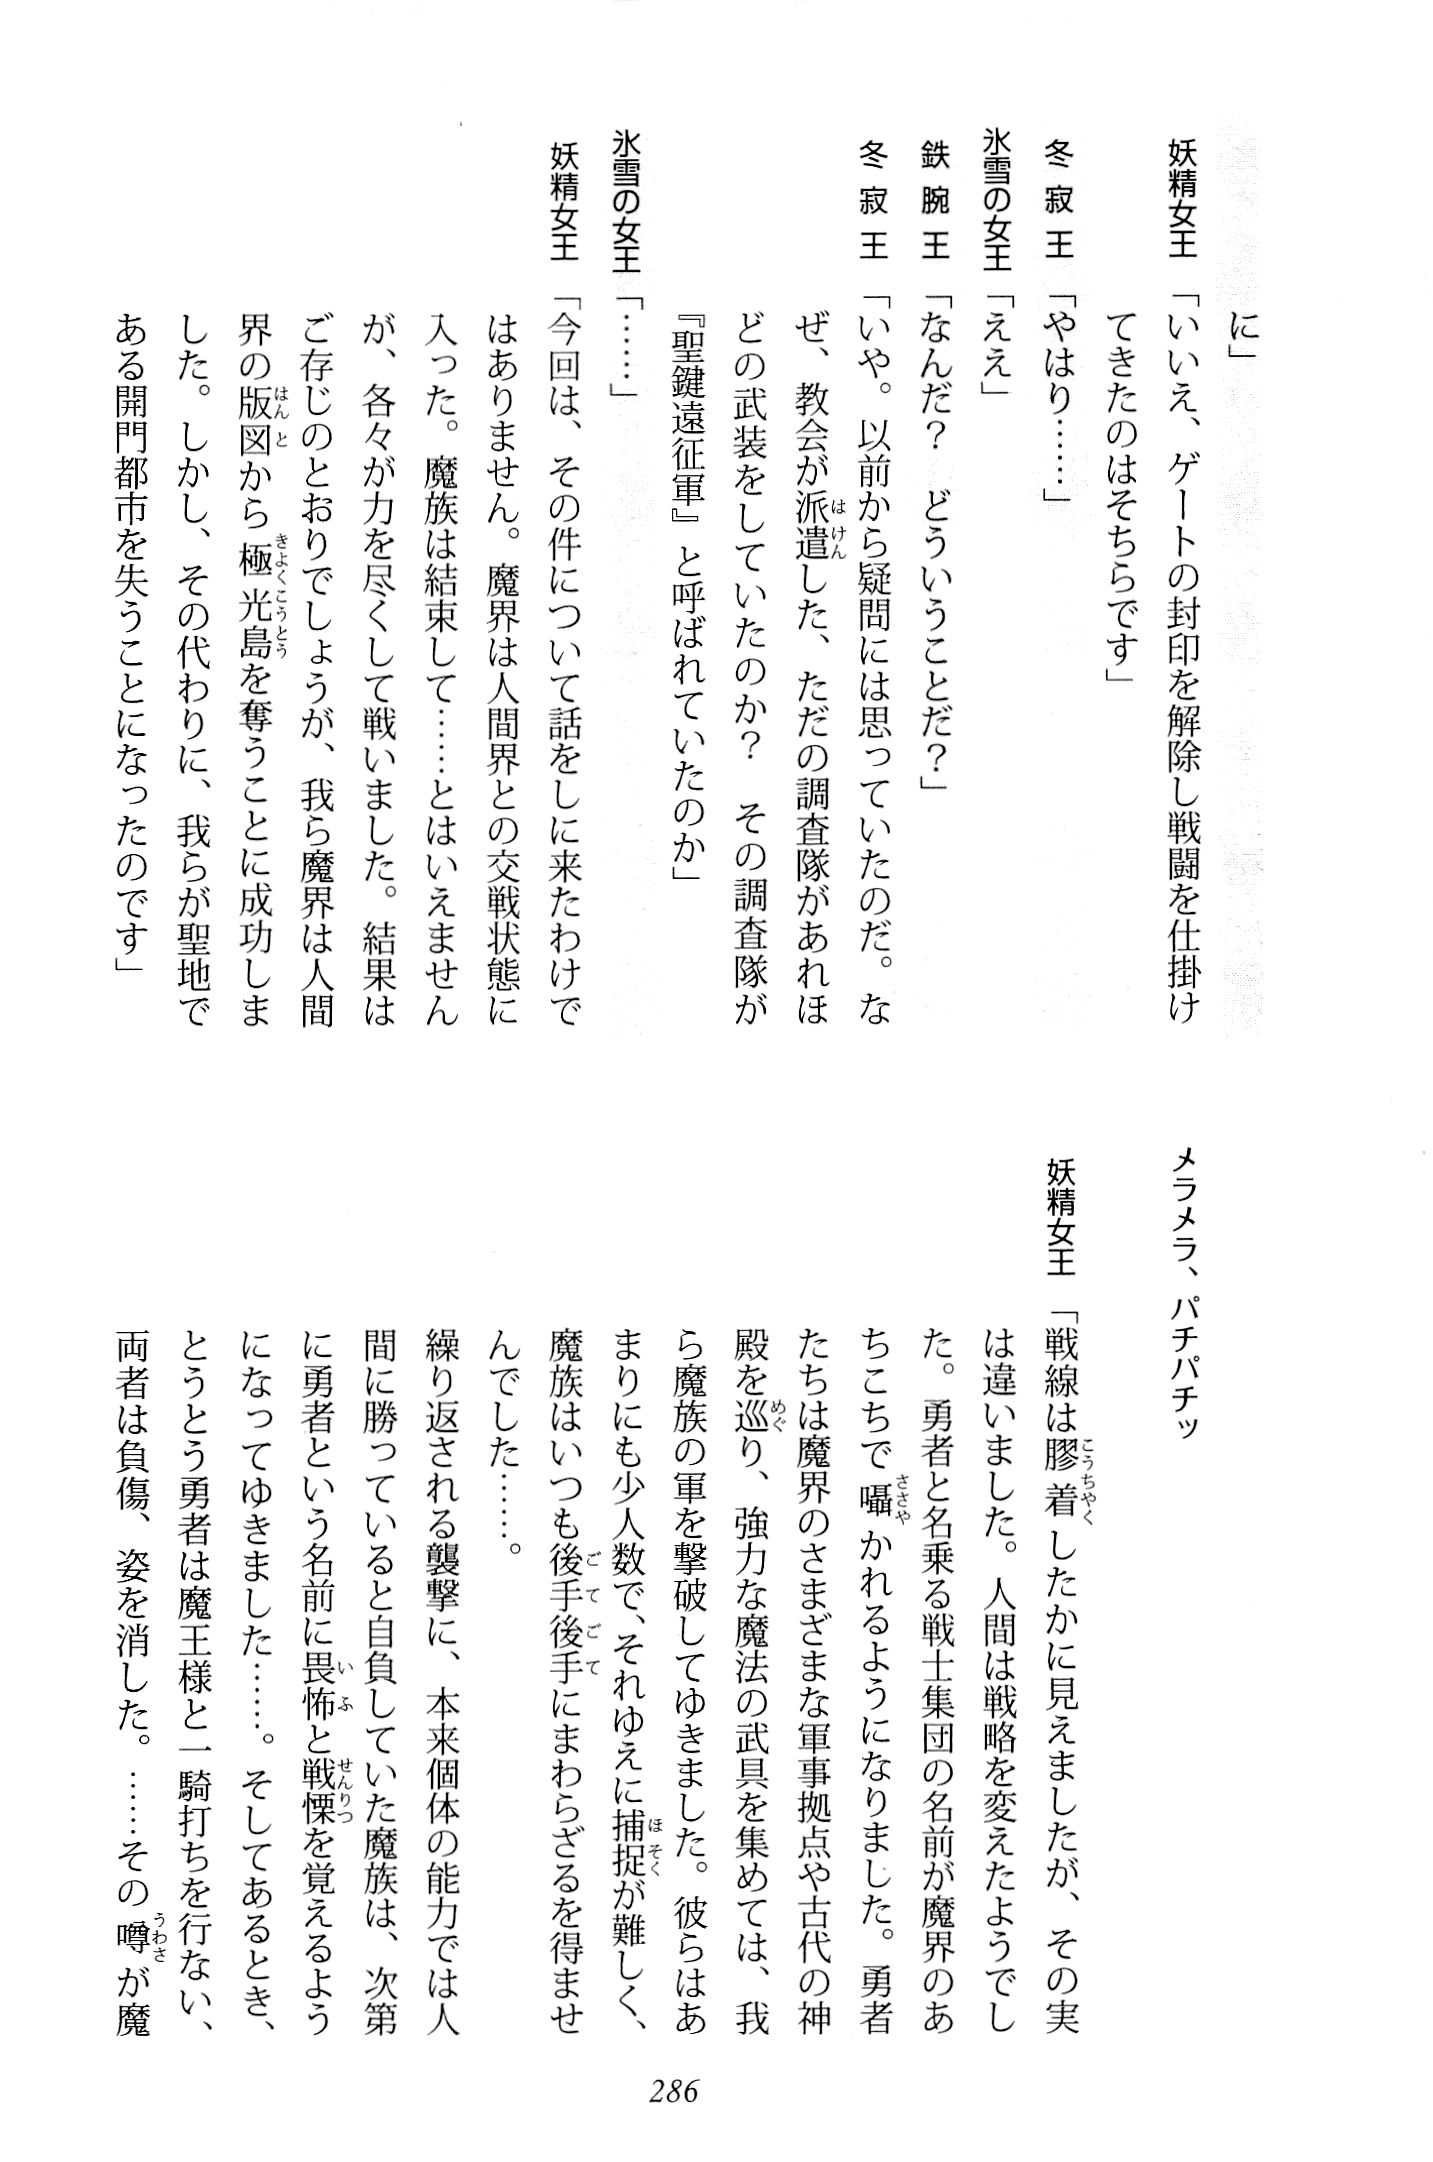 に」
妖精女王「いいえ、ゲートの封印を解除し戦闘を仕掛け
てきたのはそちらです」
冬寂王「やはり……」
氷雪の女王「ええ」
鉄腕王「なんだ？　どういうことだ？」
冬寂王「いや。以前から疑問には思っていたのだ。な
ぜ、教会が派遣した、ただの調査隊があれほ
どの武装をしていたのか？　その調査隊が
『聖鍵遠征軍』と呼ばれていたのか」
氷雪の女王「……」
妖精女王「今回は、その件について話をしに来たわけで
はありません。魔界は人間界との交戦状態に
入った。魔族は結束して……とはいえません
が、各々が力を尽くして戦いました。結果は
ご存じのとおりでしょうが、我ら魔界は人間
界の版図から極光島を奪うことに成功しま
した。しかし、その代わりに、我らが聖地で
ある開門都市を失うことになったのです」
メラメラ、パチパチッ
妖精女王「戦線は膠着したかに見えましたが、その実
は違いました。人間は戦略を変えたようでし
た。勇者と名乗る戦士集団の名前が魔界のあ
ちこちで囁かれるようになりました。勇者
たちは魔界のさまざまな軍事拠点や古代の神
殿を巡り、強力な魔法の武具を集めては、我
ら魔族の軍を撃破してゆきました。彼らはあ
まりにも少人数で、それゆえに捕捉が難しく、
魔族はいつも後手後手にまわらざるを得ませ
んでした……。
繰り返される襲撃に、本来個体の能力では人
間に勝っていると自負していた魔族は、次第
に勇者という名前に畏怖と戦慄を覚えるよう
になってゆきました……。そしてあるとき、
とうとう勇者は魔王様と一騎打ちを行ない、
両者は負傷、姿を消した。……その噂が魔
286